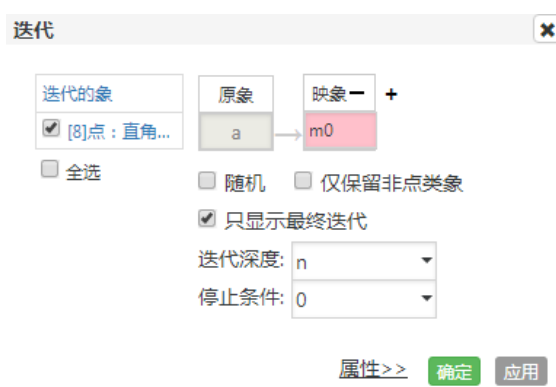 迭代
迭代的象
[8]点：直角...
全选
原象 映象 +
a m0
随机 仅保留非点类象
只显示最终迭代
迭代深度: n
停止条件: 0
属性>> 确定 应用